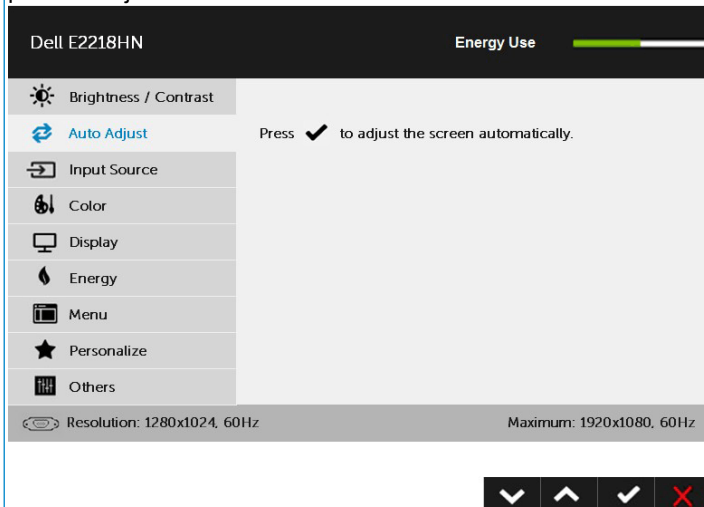 Dell E2218HN Energy Use
Brightness / Contrast
Auto Adjust Press ✔ to adjust the screen automatically.
Input Source
Color
Display
Energy
Menu
Personalize
Others
Resolution: 1280x1024, 60Hz Maximum: 1920x1080, 60Hz